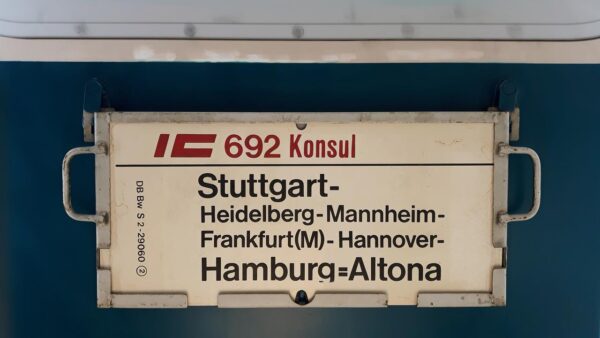 IC 692 Konsul
Stuttgart-
Heidelberg-Mannheim-
Frankfurt(M)-Hannover-
Hamburg=Altona
DB Bw S 2-29060 ②